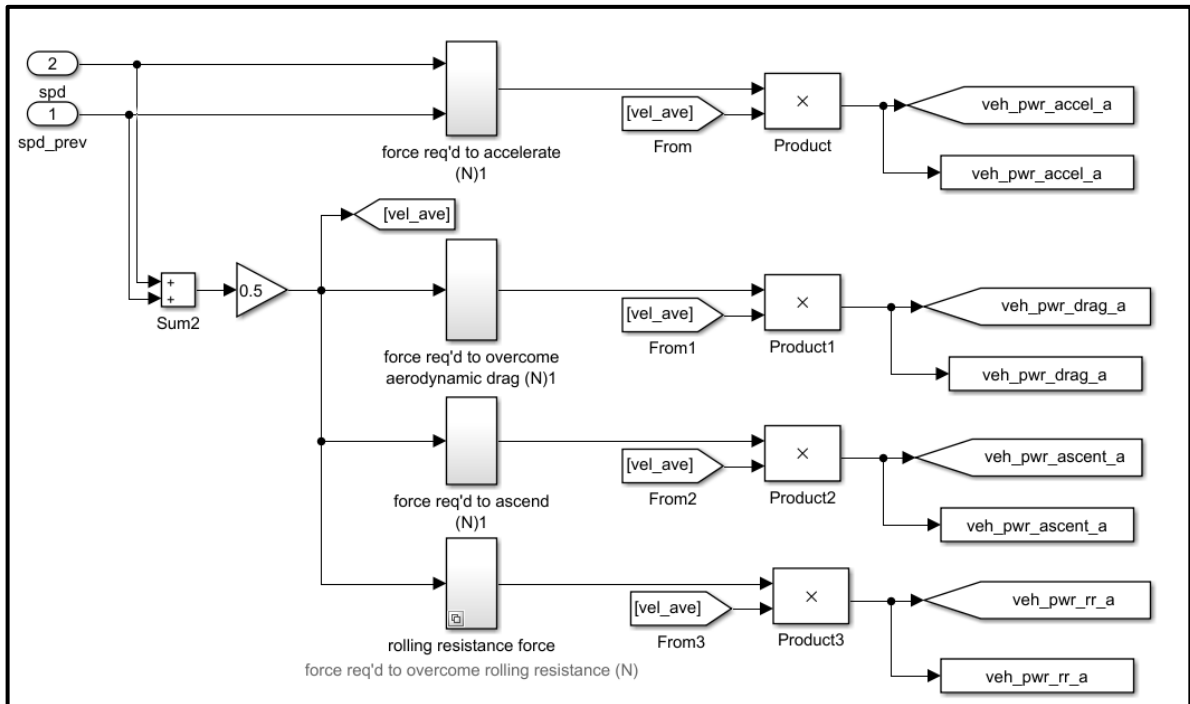 2
spd
1
spd_prev
force req'd to accelerate
(N)1
[vel_ave]
From
×
Product
veh_pwr_accel_a
veh_pwr_accel_a
[vel_ave]
+
+
Sum2
0.5
force req'd to overcome
aerodynamic drag (N)1
[vel_ave]
From1
×
Product1
veh_pwr_drag_a
veh_pwr_drag_a
force req'd to ascend
(N)1
[vel_ave]
From2
×
Product2
veh_pwr_ascent_a
veh_pwr_ascent_a
rolling resistance force
force req'd to overcome rolling resistance (N)
[vel_ave]
From3
×
Product3
veh_pwr_rr_a
veh_pwr_rr_a